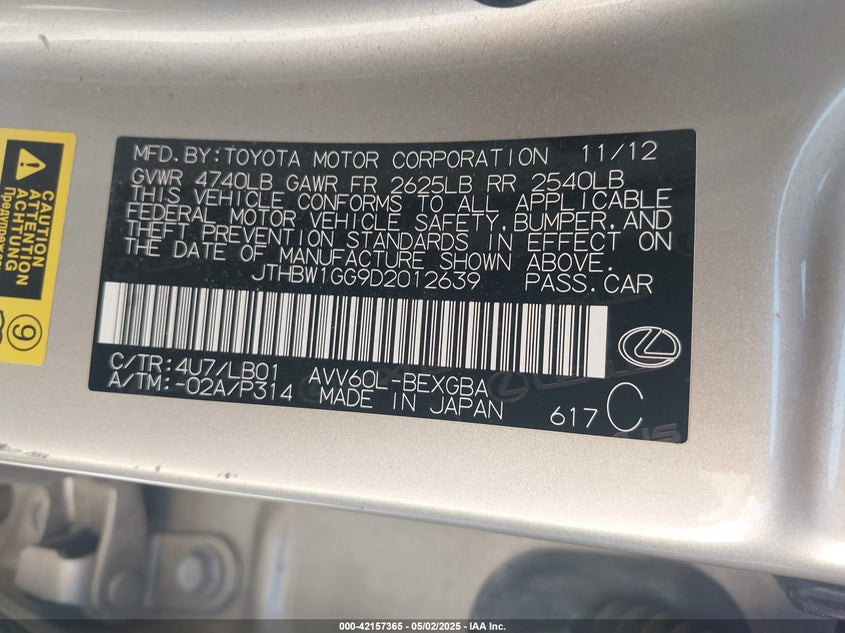 MFD.BY:TOYOTA MOTOR CORPORATION 11/12
GVWR 4740LB GAWR FR 2625LB RR 2540LB
THIS VEHICLE CONFORMS TO ALL APPLICABLE
FEDERAL MOTOR VEHICLE SAFETY,BUMPER,AND
THEFT PREVENTION STANDARDS IN EFFECT ON
THE DATE OF MANUFACTURE SHOWN ABOVE.
JTHBW1GG9D2012639 PASS.CAR
C/TR:4U7/LB01 AVV60L-BEXGBA
A/TM:-02A/P314 MADE IN JAPAN 617 C
CAUTION
ATTENTION
ACHTUNG
9
000-42157365 - 05/02/2025 - IAA Inc.